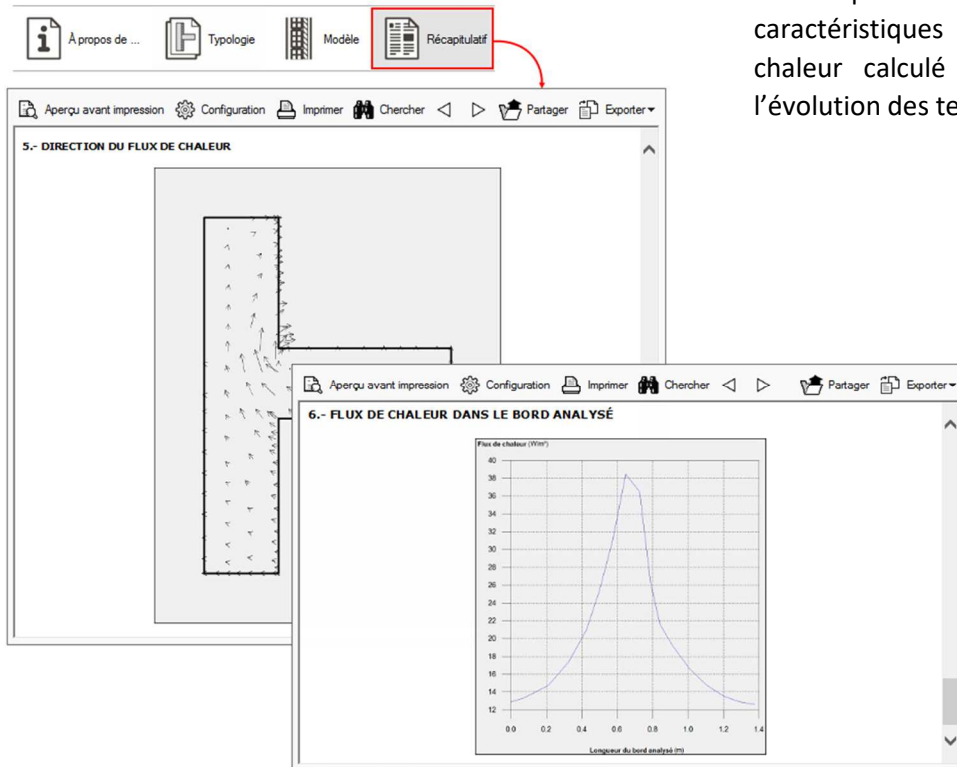 À propos de ...
Typologie
Modèle
Récapitulatif
caractéristiques
chaleur calculé
l'évolution des te
Aperçu avant impression Configuration Imprimer Chercher Partager Exporter
5.- DIRECTION DU FLUX DE CHALEUR
Aperçu avant impression Configuration Imprimer Chercher Partager Exporter
6.- FLUX DE CHALEUR DANS LE BORD ANALYSÉ
Flux de chaleur (W/m²)
40
38
36
34
32
30
28
26
24
22
20
18
16
14
12
0.0 0.2 0.4 0.6 0.8 1.0 1.2 1.4
Longueur du bord analysé (m)